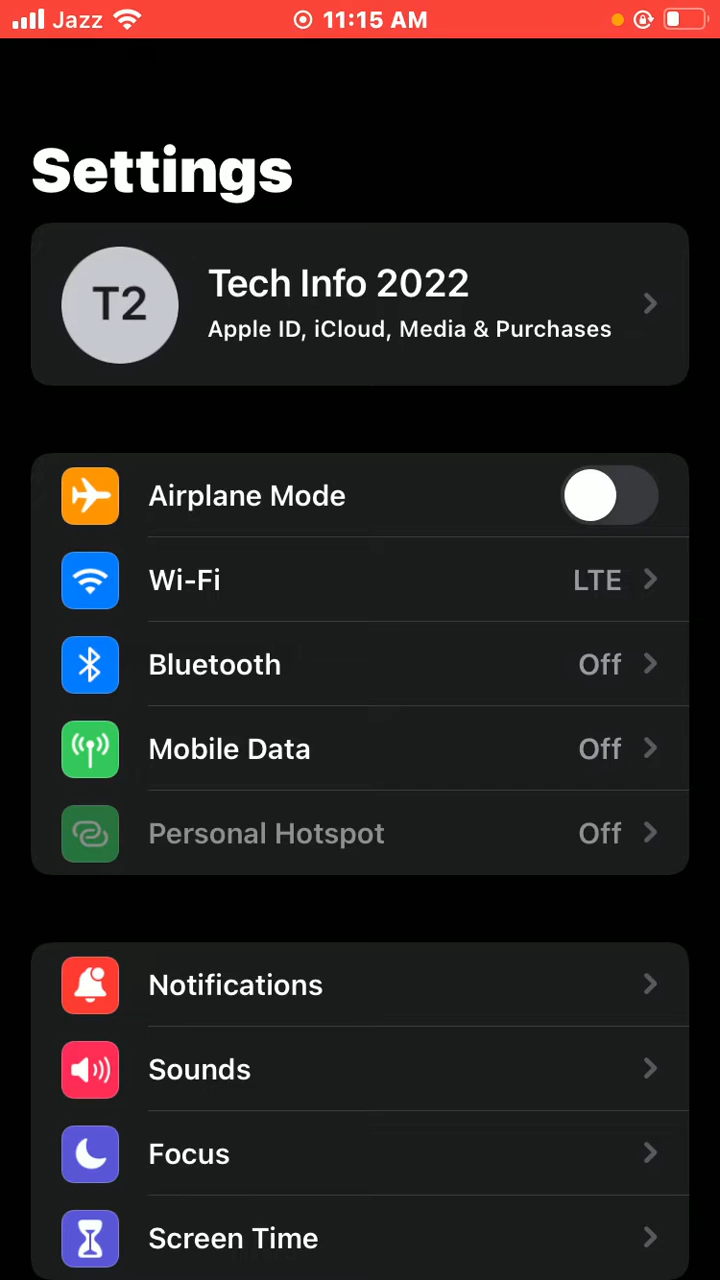 Jazz 11:15 AM
Settings
T2
Tech Info 2022
Apple ID, iCloud, Media & Purchases
Airplane Mode
Wi-Fi LTE
Bluetooth Off
Mobile Data Off
Personal Hotspot Off
Notifications
Sounds
Focus
Screen Time